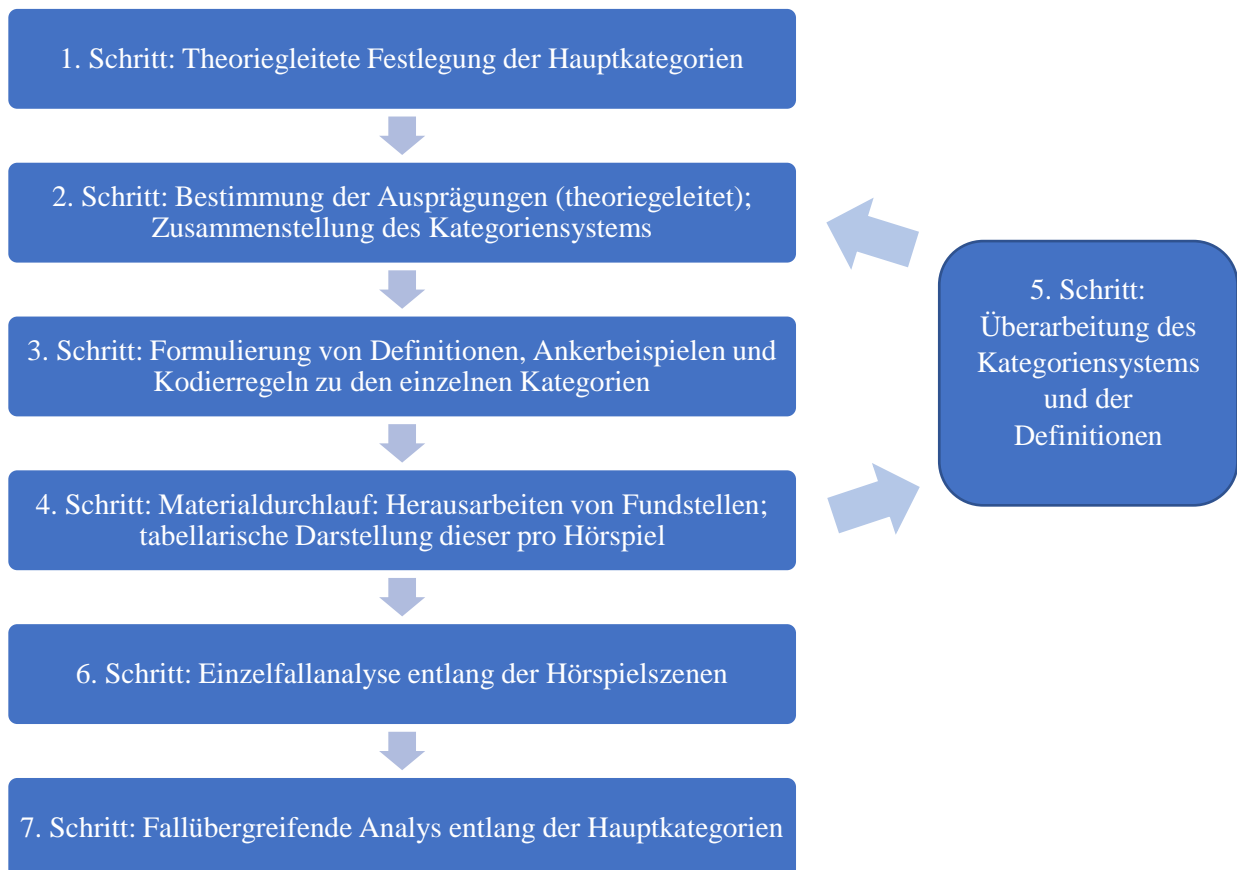 1. Schritt: Theoriegleitete Festlegung der Hauptkategorien
2. Schritt: Bestimmung der Ausprägungen (theoriegeleitet);
Zusammenstellung des Kategoriensystems
3. Schritt: Formulierung von Definitionen, Ankerbeispielen und
Kodierregeln zu den einzelnen Kategorien
4. Schritt: Materialdurchlauf: Herausarbeiten von Fundstellen;
tabellarische Darstellung dieser pro Hörspiel
5. Schritt:
Überarbeitung des
Kategoriensystems
und der
Definitionen
6. Schritt: Einzelfallanalyse entlang der Hörspielszenen
7. Schritt: Fallübergreifende Analys entlang der Hauptkategorien